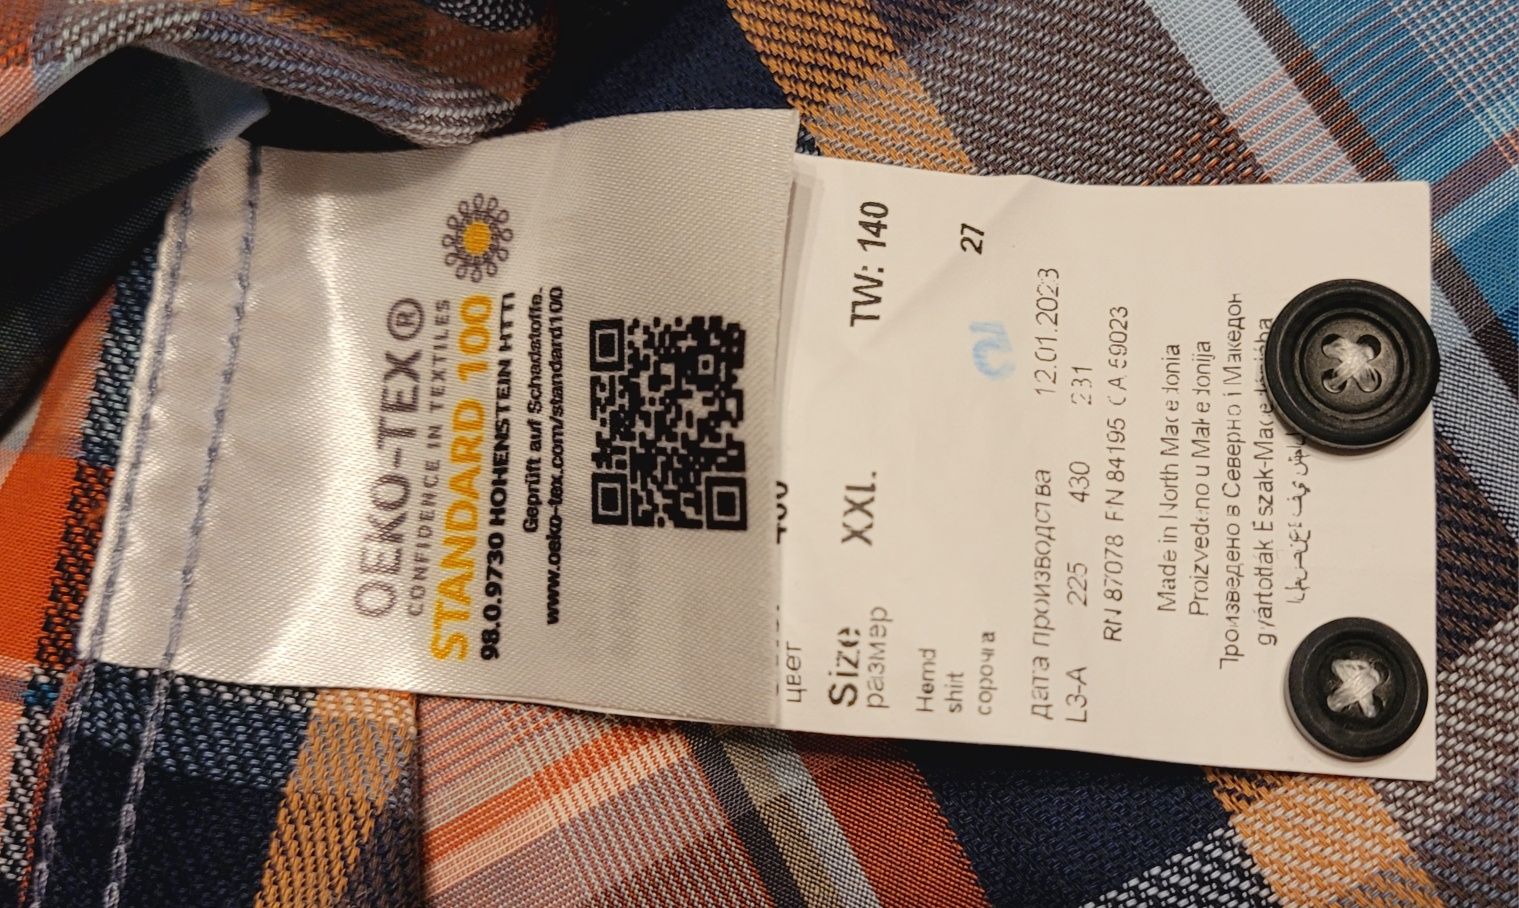 OEKO-TEX®
CONFIDENCE IN TEXTILES
STANDARD 100
98.0.9730 HOHENSTEIN HTTI
Geprüft auf Schadstoffe.
www.oeko-tex.com/standard100
цвет
Size XXL TW: 140
размер
Hemd
shirt 27
сорочка
дата производства 12.01.2023
L3-A 225 430 231
RN 87078 FN 84195 CA 59023
Made in North Macedonia
Proizvedeno u Makedonija
Произведено в Северној Македон
gyártották Észak-Macedóniába